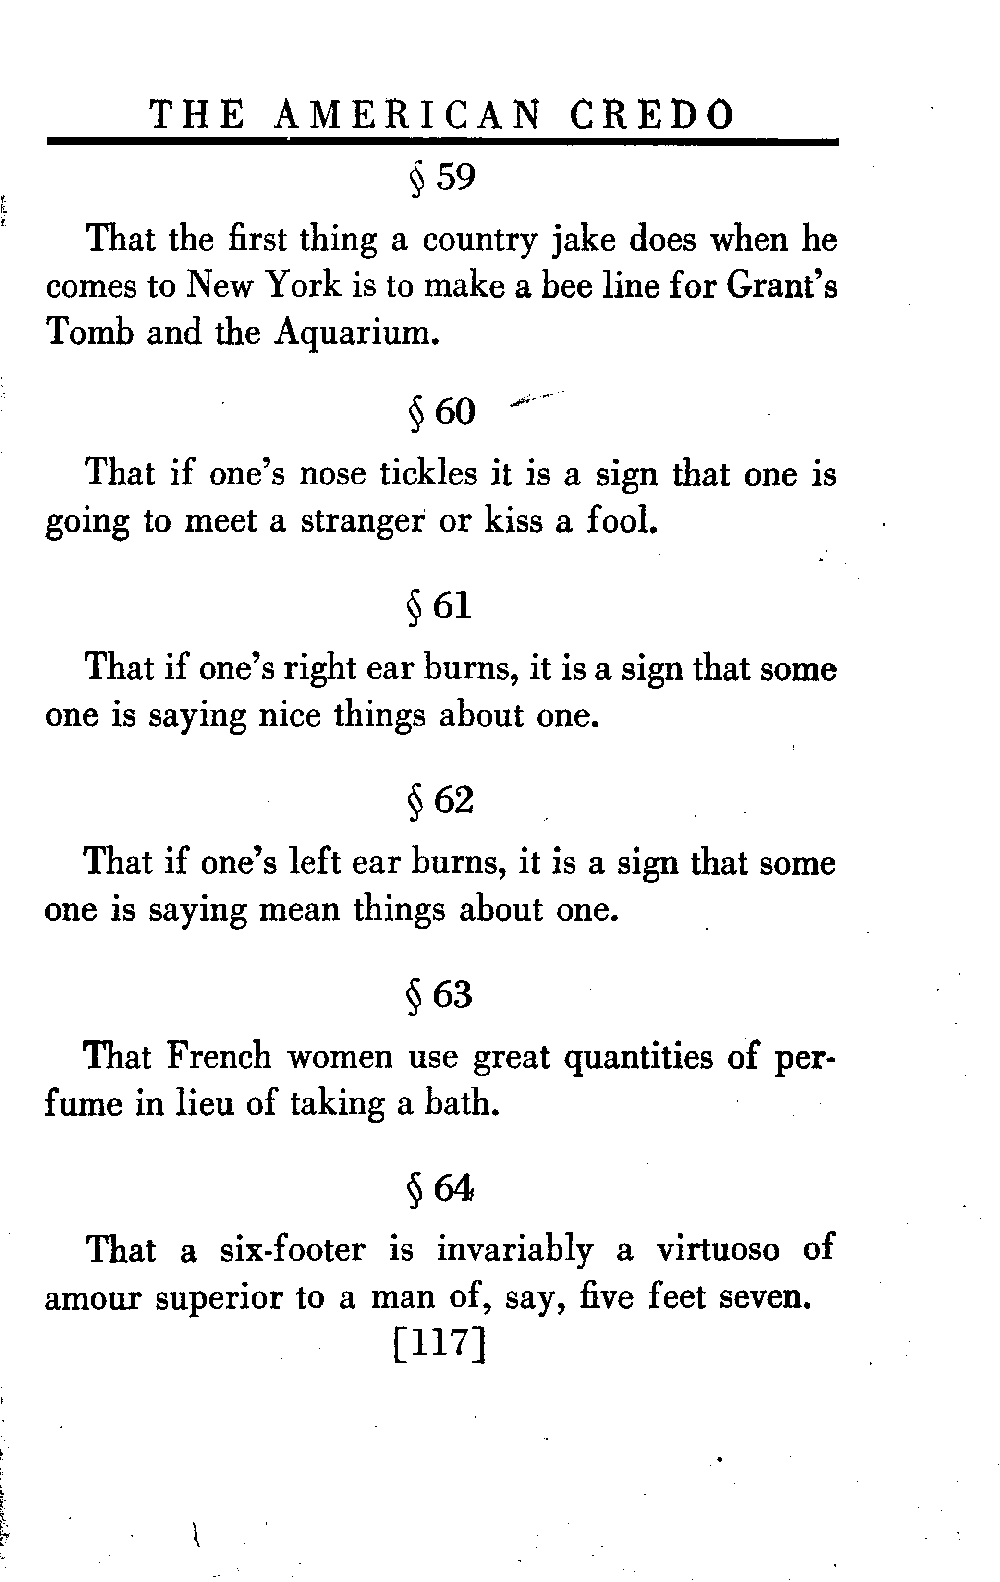 THE AMERICAN CREDO
§ 59
That the first thing a country jake does when he
comes to New York is to make a bee line for Grant's
Tomb and the Aquarium.
§ 60
That if one's nose tickles it is a sign that one is
going to meet a stranger or kiss a fool.
§ 61
That if one's right ear burns, it is a sign that some
one is saying nice things about one.
§ 62
That if one's left ear burns, it is a sign that some
one is saying mean things about one.
§ 63
That French women use great quantities of per-
fume in lieu of taking a bath.
§ 64
That a six-footer is invariably a virtuoso of
amour superior to a man of, say, five feet seven.
[117]